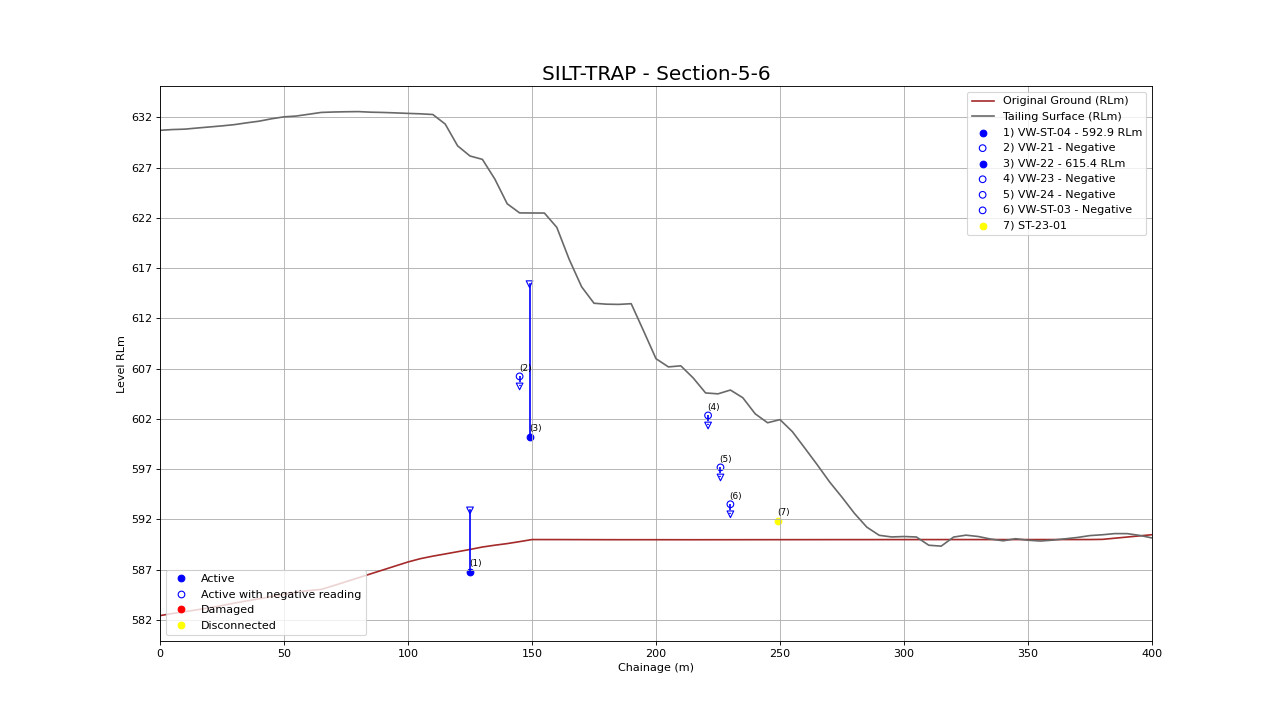 SILT-TRAP - Section-5-6
Original Ground (RLm)
Tailing Surface (RLm)
1) VW-ST-04 - 592.9 RLm
2) VW-21 - Negative
3) VW-22 - 615.4 RLm
4) VW-23 - Negative
5) VW-24 - Negative
6) VW-ST-03 - Negative
7) ST-23-01
632
627
622
617
612
607
602
597
592
587
582
Level RLm
(2)
(3)
(4)
(5)
(6)
(7)
(1)
Active
Active with negative reading
Damaged
Disconnected
0 50 100 150 200 250 300 350 400
Chainage (m)